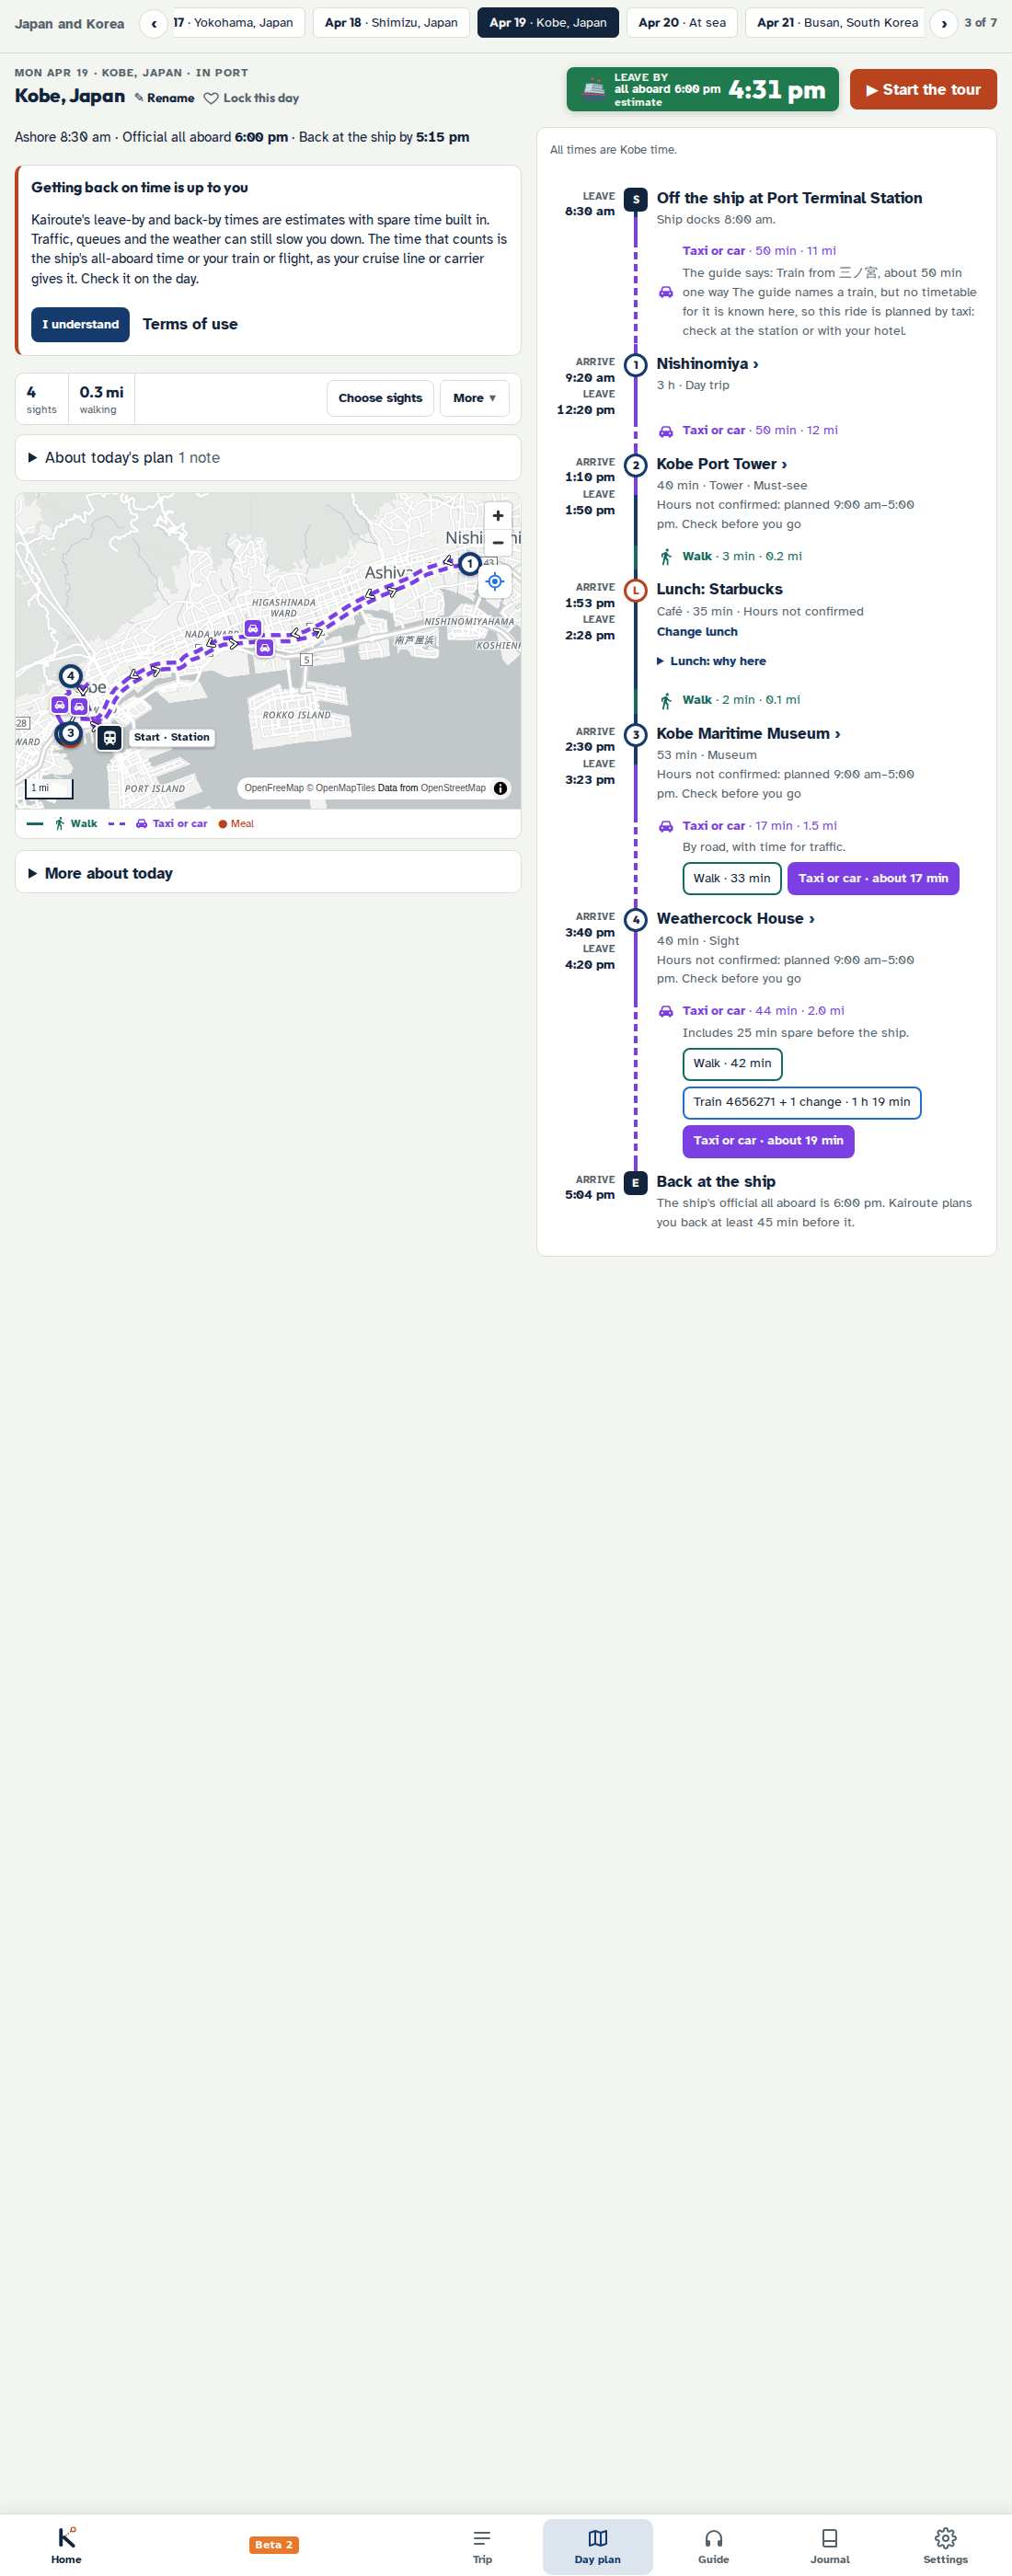 Japan and Korea
‹
17 · Yokohama, Japan
Apr 18 · Shimizu, Japan
Apr 19 · Kobe, Japan
Apr 20 · At sea
Apr 21 · Busan, South Korea
›
3 of 7
MON APR 19 · KOBE, JAPAN · IN PORT
Kobe, Japan
✎ Rename
Lock this day
LEAVE BY
all aboard 6:00 pm
estimate
4:31 pm
▶ Start the tour
Ashore 8:30 am · Official all aboard 6:00 pm · Back at the ship by 5:15 pm
Getting back on time is up to you
Kairoute's leave-by and back-by times are estimates with spare time built in.
Traffic, queues and the weather can still slow you down. The time that counts is
the ship's all-aboard time or your train or flight, as your cruise line or carrier
gives it. Check it on the day.
I understand
Terms of use
4
sights
0.3 mi
walking
Choose sights
More ▼
▶ About today's plan 1 note
+
−
1
HIGASHINADA
WARD
NISHINOMIYAHAMA
南芦屋浜
5
4
3
28
WARD
Start · Station
ROKKO ISLAND
PORT ISLAND
1 mi
OpenFreeMap © OpenMapTiles Data from OpenStreetMap
Walk
Taxi or car
Meal
▶ More about today
All times are Kobe time.
LEAVE
8:30 am
S
Off the ship at Port Terminal Station
Ship docks 8:00 am.
Taxi or car · 50 min · 11 mi
The guide says: Train from 三ノ宮, about 50 min
one way The guide names a train, but no timetable
for it is known here, so this ride is planned by taxi:
check at the station or with your hotel.
ARRIVE
9:20 am
LEAVE
12:20 pm
1
Nishinomiya ›
3 h · Day trip
Taxi or car · 50 min · 12 mi
ARRIVE
1:10 pm
LEAVE
1:50 pm
2
Kobe Port Tower ›
40 min · Tower · Must-see
Hours not confirmed: planned 9:00 am–5:00
pm. Check before you go
Walk · 3 min · 0.2 mi
ARRIVE
1:53 pm
LEAVE
2:28 pm
L
Lunch: Starbucks
Café · 35 min · Hours not confirmed
Change lunch
▶ Lunch: why here
Walk · 2 min · 0.1 mi
ARRIVE
2:30 pm
LEAVE
3:23 pm
3
Kobe Maritime Museum ›
53 min · Museum
Hours not confirmed: planned 9:00 am–5:00
pm. Check before you go
Taxi or car · 17 min · 1.5 mi
By road, with time for traffic.
Walk · 33 min
Taxi or car · about 17 min
ARRIVE
3:40 pm
LEAVE
4:20 pm
4
Weathercock House ›
40 min · Sight
Hours not confirmed: planned 9:00 am–5:00
pm. Check before you go
Taxi or car · 44 min · 2.0 mi
Includes 25 min spare before the ship.
Walk · 42 min
Train 4656271 + 1 change · 1 h 19 min
Taxi or car · about 19 min
ARRIVE
5:04 pm
E
Back at the ship
The ship's official all aboard is 6:00 pm. Kairoute plans
you back at least 45 min before it.
Home
Beta 2
Trip
Day plan
Guide
Journal
Settings